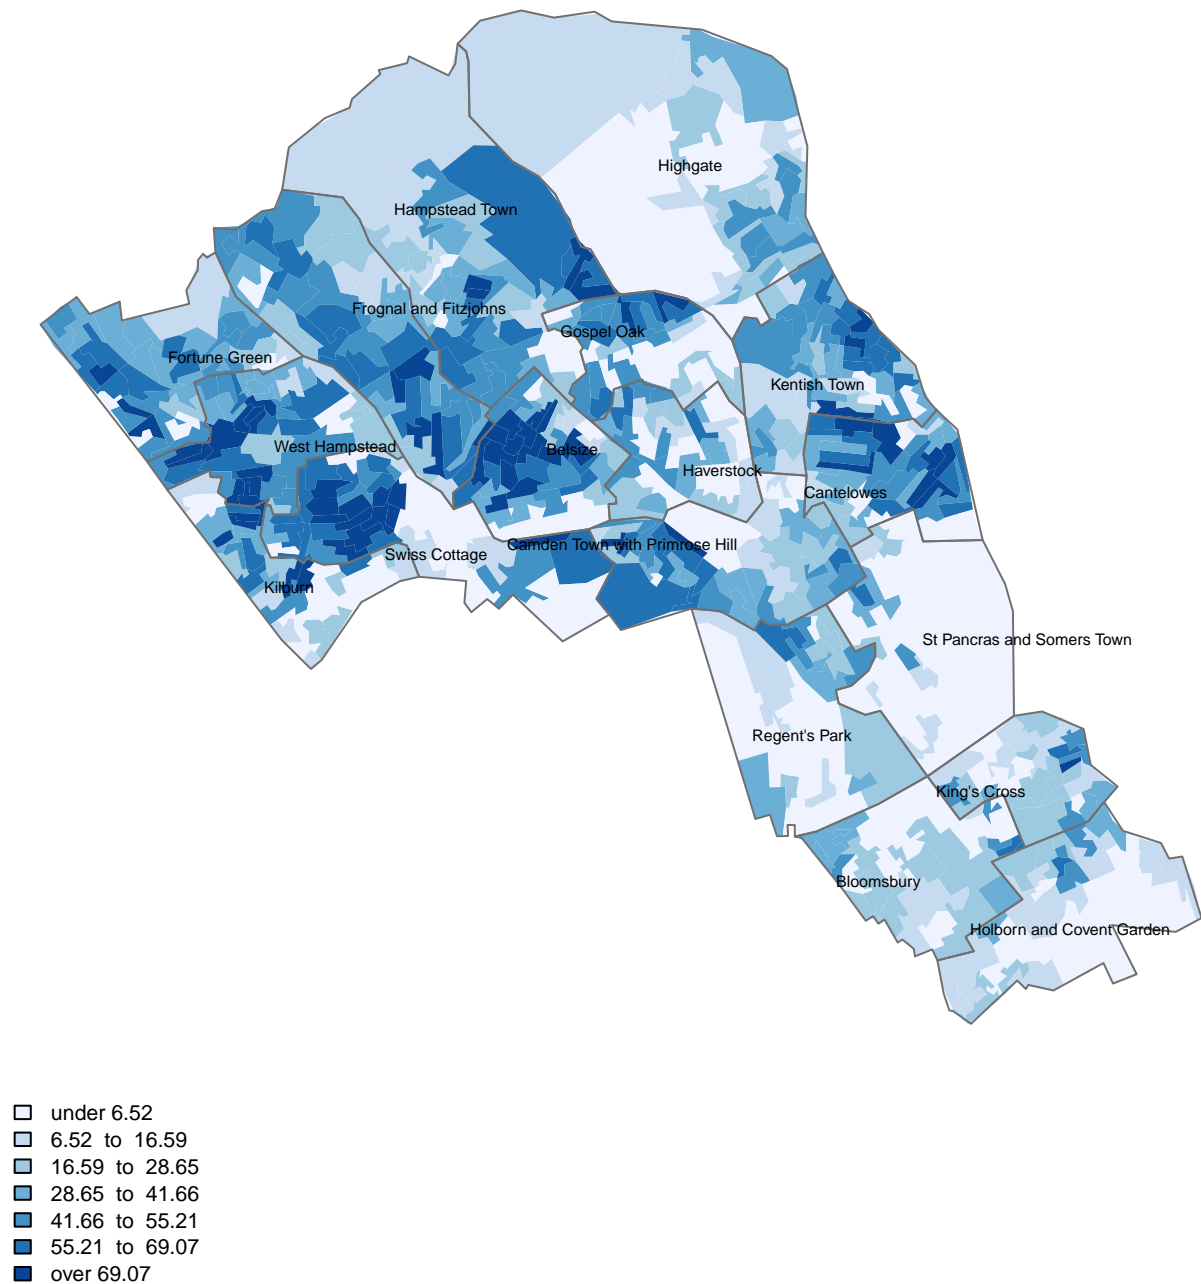 Highgate
Hampstead Town
Frognal and Fitzjohns
Gospel Oak
Fortune Green
Kentish Town
West Hampstead
Belsize
Haverstock
Cantelowes
Camden Town with Primrose Hill
Swiss Cottage
Kilburn
St Pancras and Somers Town
Regent's Park
King's Cross
Bloomsbury
Holborn and Covent Garden
under 6.52
6.52 to 16.59
16.59 to 28.65
28.65 to 41.66
41.66 to 55.21
55.21 to 69.07
over 69.07